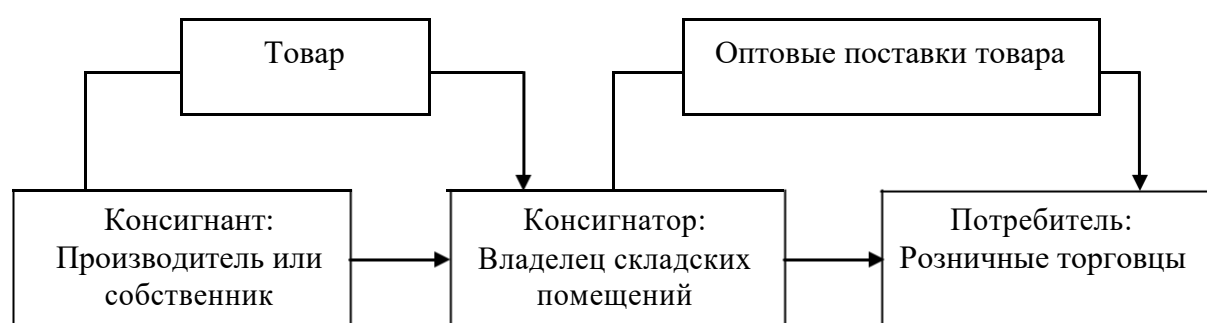 Товар
Оптовые поставки товара
Консигнант:
Производитель или
собственник
Консигнатор:
Владелец складских
помещений
Потребитель:
Розничные торговцы